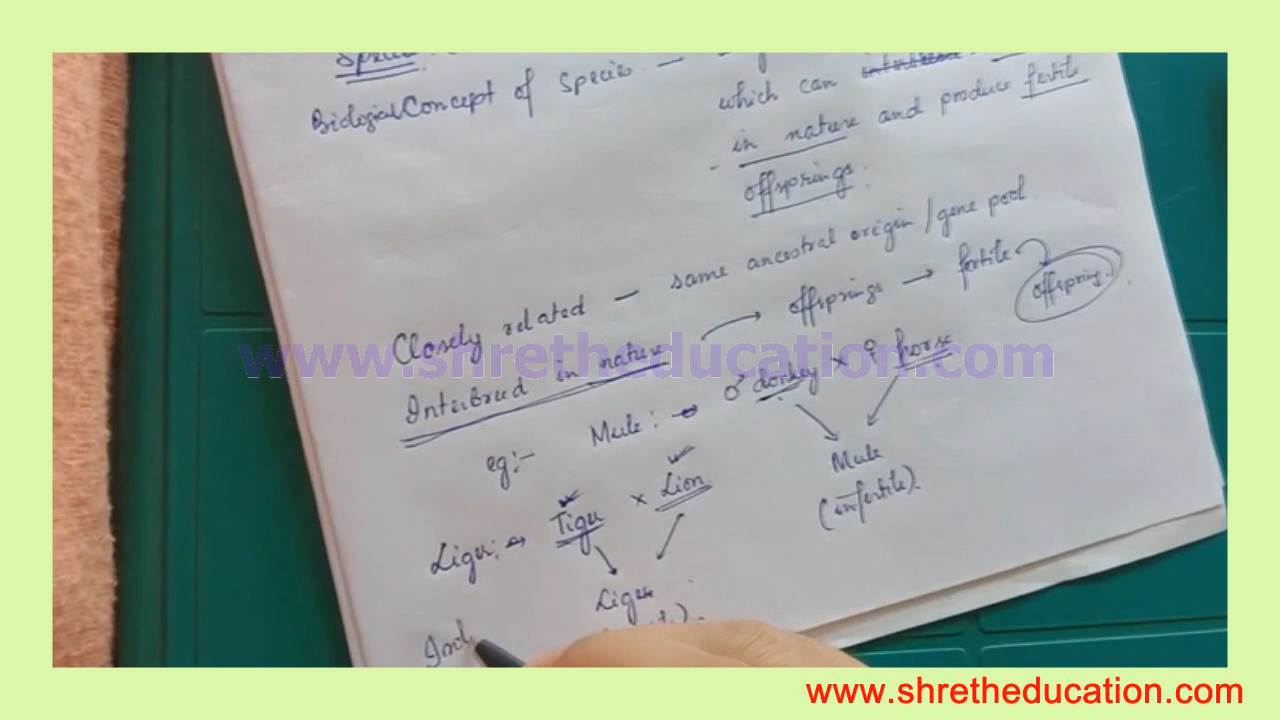 Species
Biological Concept of Species —
which can
in nature and produce fertile
offsprings.
Closely related — same ancestral origin / gene pool.
Interbreed in nature → offsprings → fertile
offspring.
eg:- Mule: → ♂ donkey × ♀ horse
Mule
(infertile).
Liger: → Tiger × Lion
Liger
www.shretheducation.com
www.shretheducation.com